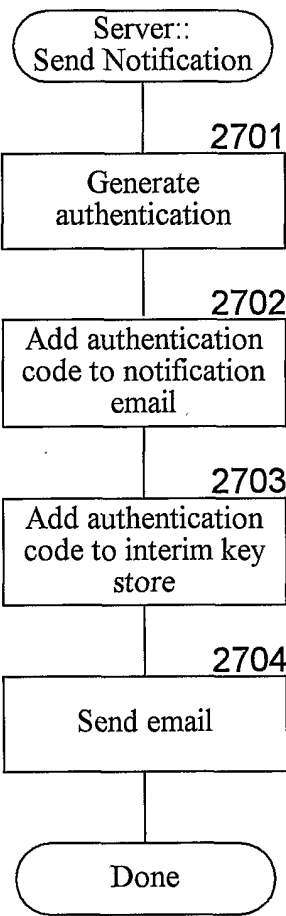 Server::
Send Notification
2701
Generate
authentication
2702
Add authentication
code to notification
email
2703
Add authentication
code to interim key
store
2704
Send email
Done